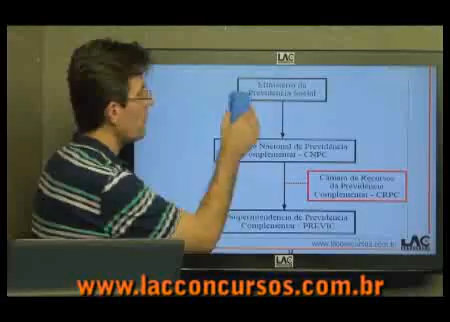 LAC
Ministério da
Previdência Social
Nacional de Previdência
Complementar - CNPC
Câmara de Recursos
da Previdência
Complementar - CRPC
Superintendência de Previdência
Complementar - PREVIC
www.lacconcursos.com.br
LAC
LAC
www.lacconcursos.com.br